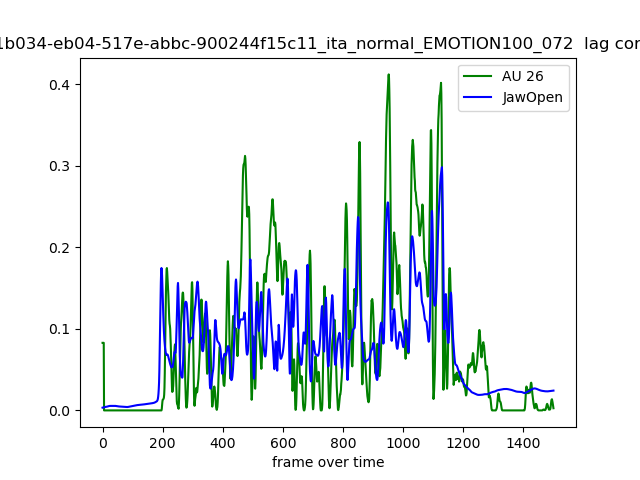 1b034-eb04-517e-abbc-900244f15c11_ita_normal_EMOTION100_072 lag cor
AU 26
JawOpen
0.4
0.3
0.2
0.1
0.0
0 200 400 600 800 1000 1200 1400
frame over time